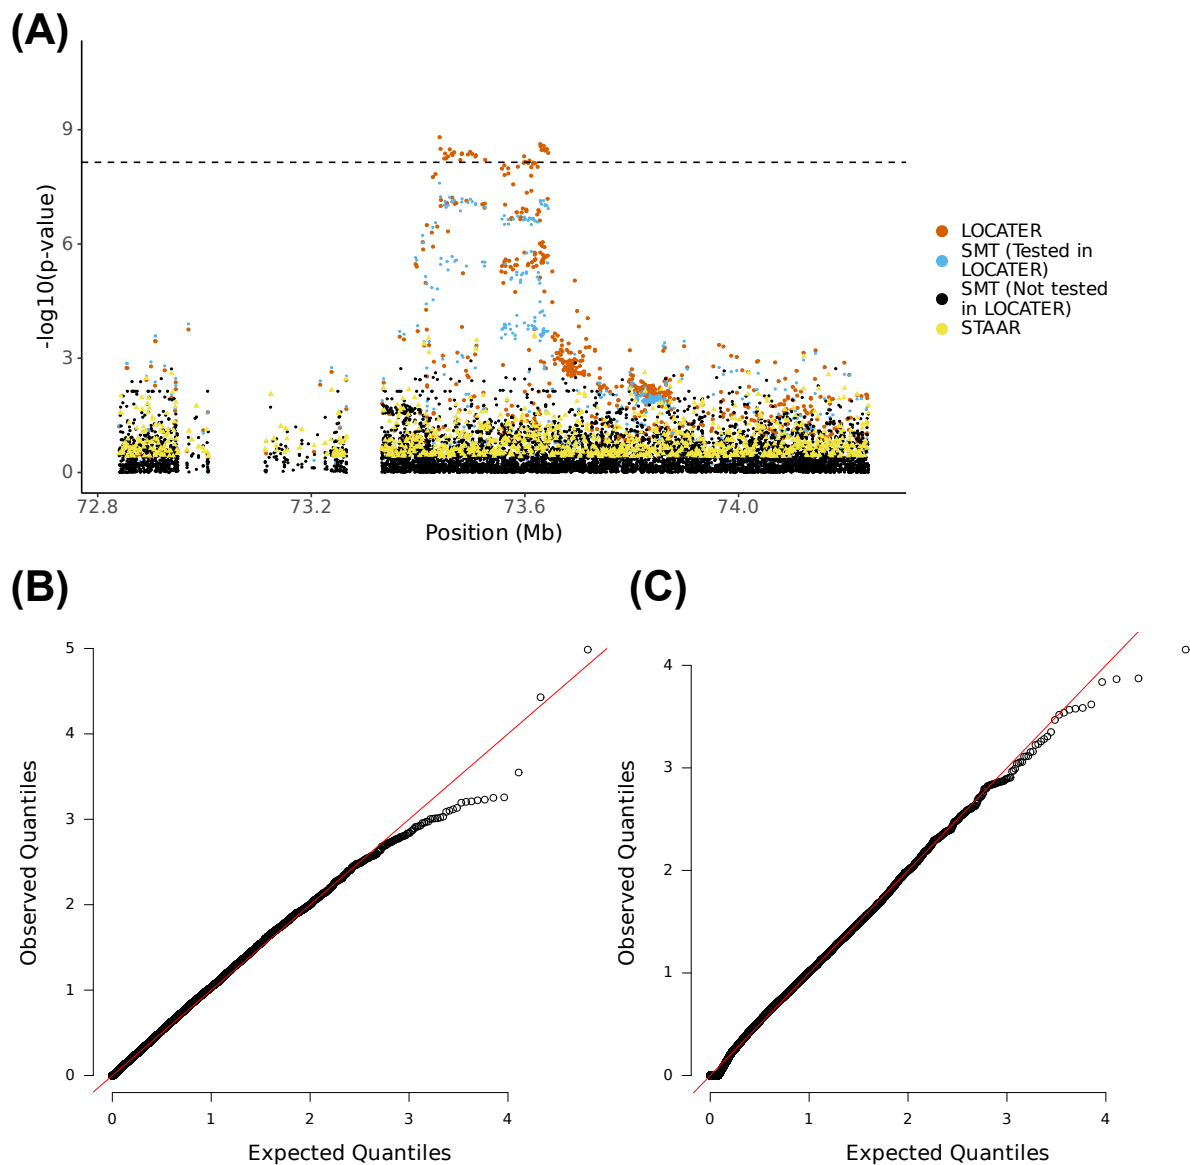 (A)
9
6
3
0
-log10(p-value)
72.8
73.2
73.6
74.0
Position (Mb)
LOCATER
SMT (Tested in
LOCATER)
SMT (Not tested
in LOCATER)
STAAR
(B)
5
4
3
2
1
0
Observed Quantiles
0
1
2
3
4
Expected Quantiles
(C)
4
3
2
1
0
Observed Quantiles
0
1
2
3
4
Expected Quantiles